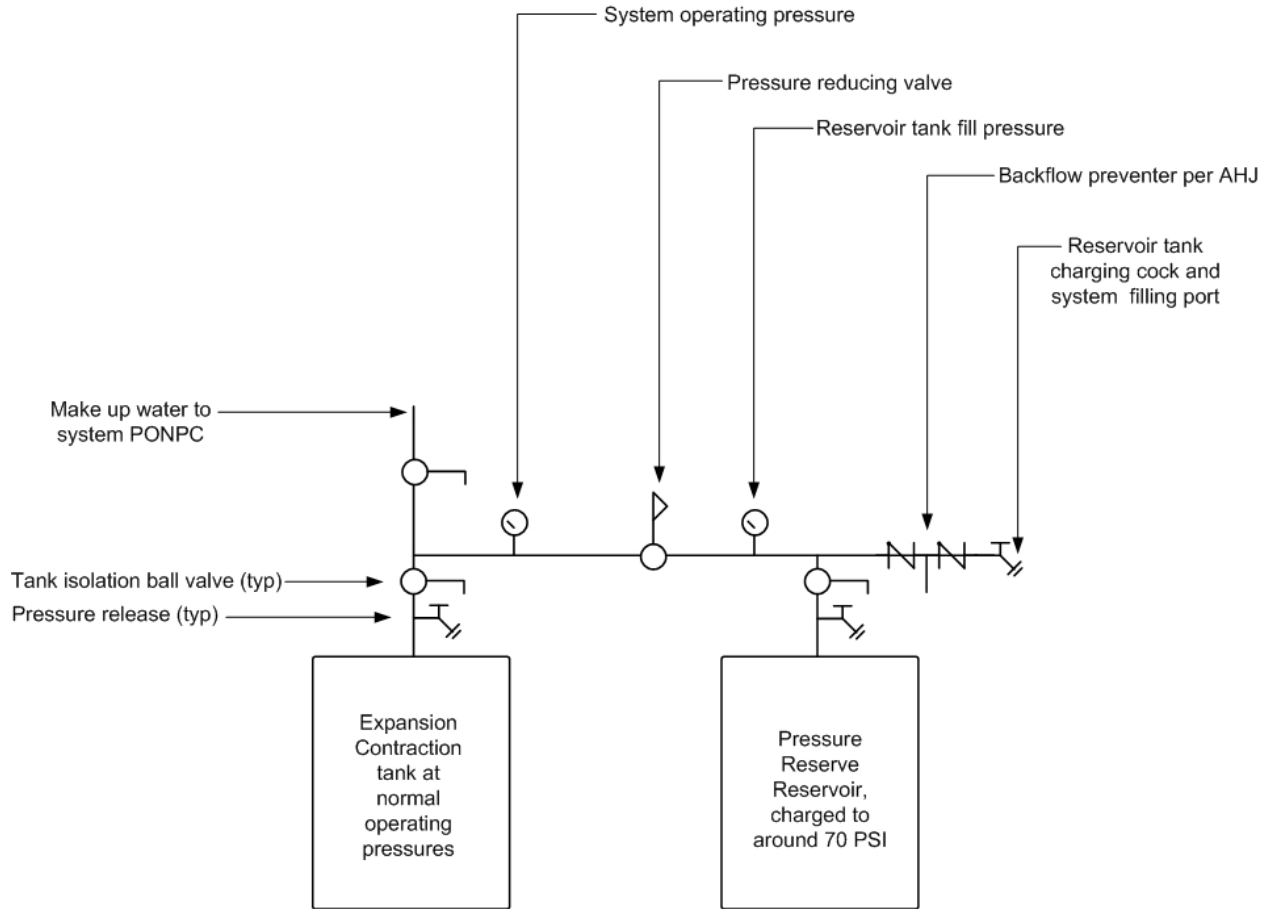 System operating pressure
Pressure reducing valve
Reservoir tank fill pressure
Backflow preventer per AHJ
Reservoir tank
charging cock and
system filling port
Make up water to
system PONPC
Tank isolation ball valve (typ)
Pressure release (typ)
Expansion
Contraction
tank at
normal
operating
pressures
Pressure
Reserve
Reservoir,
charged to
around 70 PSI